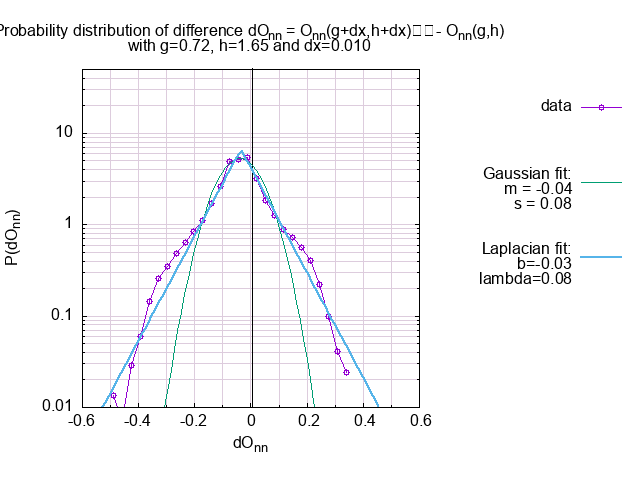 Probability distribution of difference dOnn = Onn(g+dx,h+dx)□□- Onn(g,h)
with g=0.72, h=1.65 and dx=0.010
data
Gaussian fit:
m = -0.04
s = 0.08
Laplacian fit:
b=-0.03
lambda=0.08
P(dOnn)
10
1
0.1
0.01
-0.6 -0.4 -0.2 0 0.2 0.4 0.6
dOnn